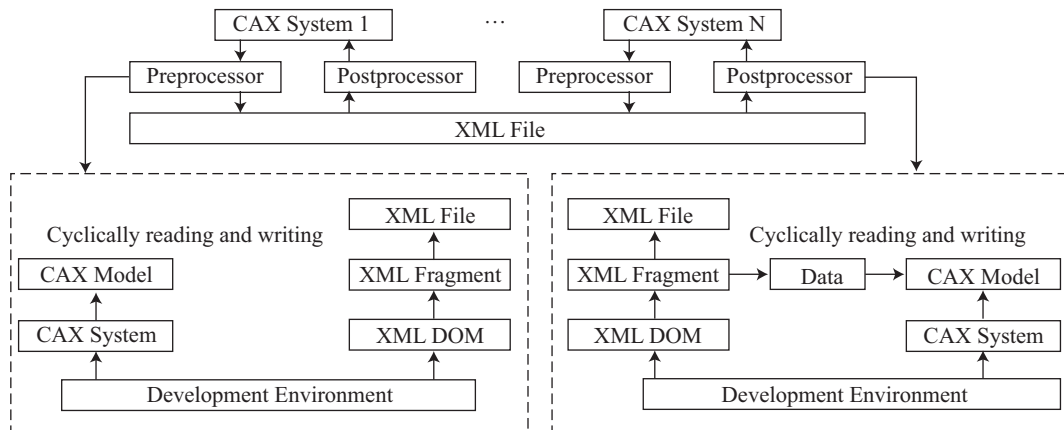 CAX System 1
...
CAX System N
Preprocessor
Postprocessor
Preprocessor
Postprocessor
XML File
Cyclically reading and writing
XML File
CAX Model
XML Fragment
CAX System
XML DOM
Development Environment
XML File
Cyclically reading and writing
XML Fragment
Data
CAX Model
XML DOM
CAX System
Development Environment